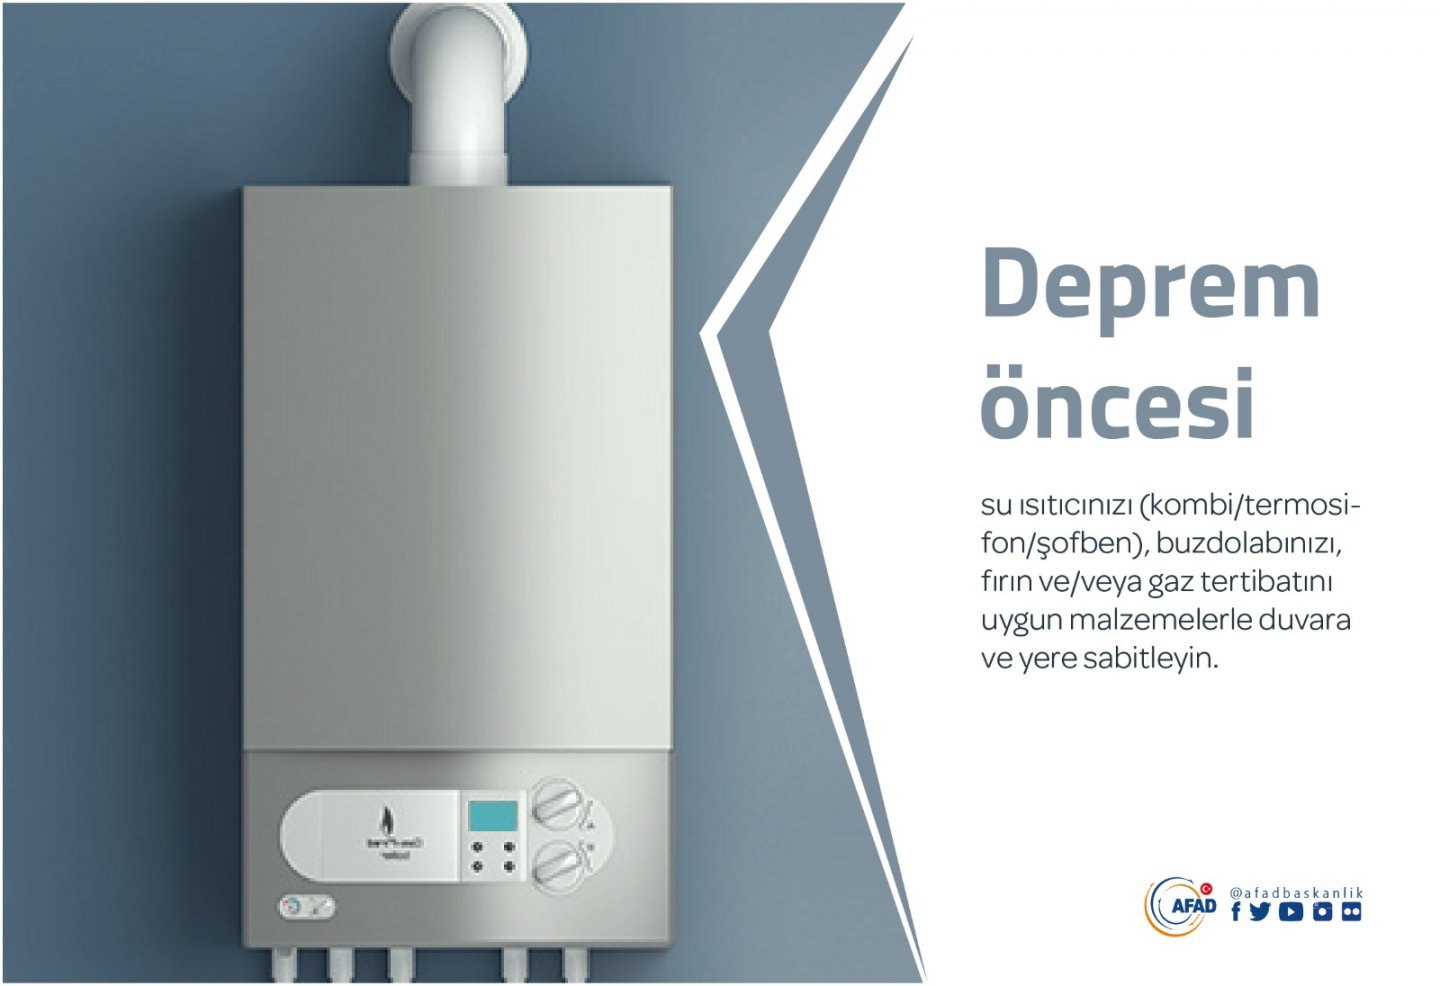 Deprem
öncesi
su ısıtıcınızı (kombi/termosi-
fon/şofben), buzdolabınızı,
fırın ve/veya gaz tertibatını
uygun malzemelerle duvara
ve yere sabitleyin.
AFAD
@afadbaskanlik